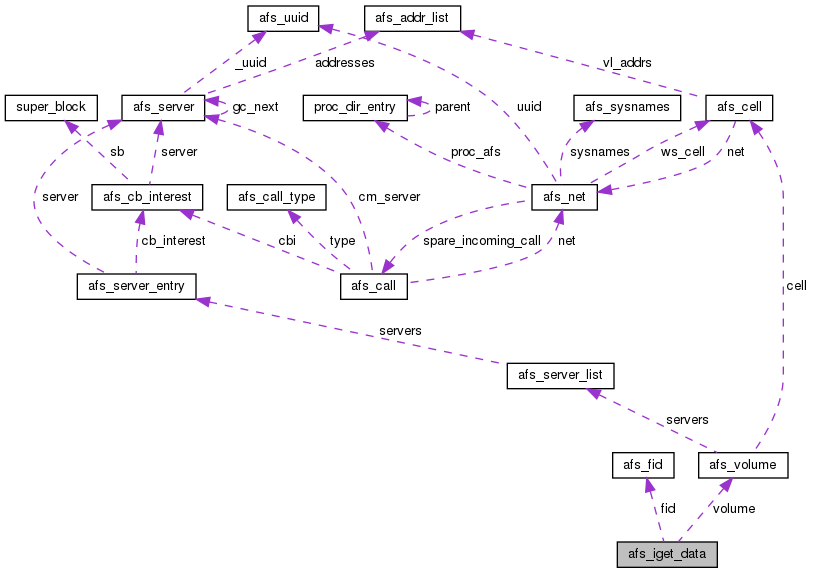 afs_uuid
afs_addr_list
_uuid
addresses
vl_addrs
super_block
afs_server
gc_next
proc_dir_entry
parent
uuid
afs_sysnames
afs_cell
sb
server
proc_afs
sysnames
ws_cell
net
server
afs_cb_interest
afs_call_type
cm_server
afs_net
cb_interest
cbi
type
spare_incoming_call
net
afs_server_entry
afs_call
cell
servers
afs_server_list
servers
afs_fid
afs_volume
fid
volume
afs_iget_data